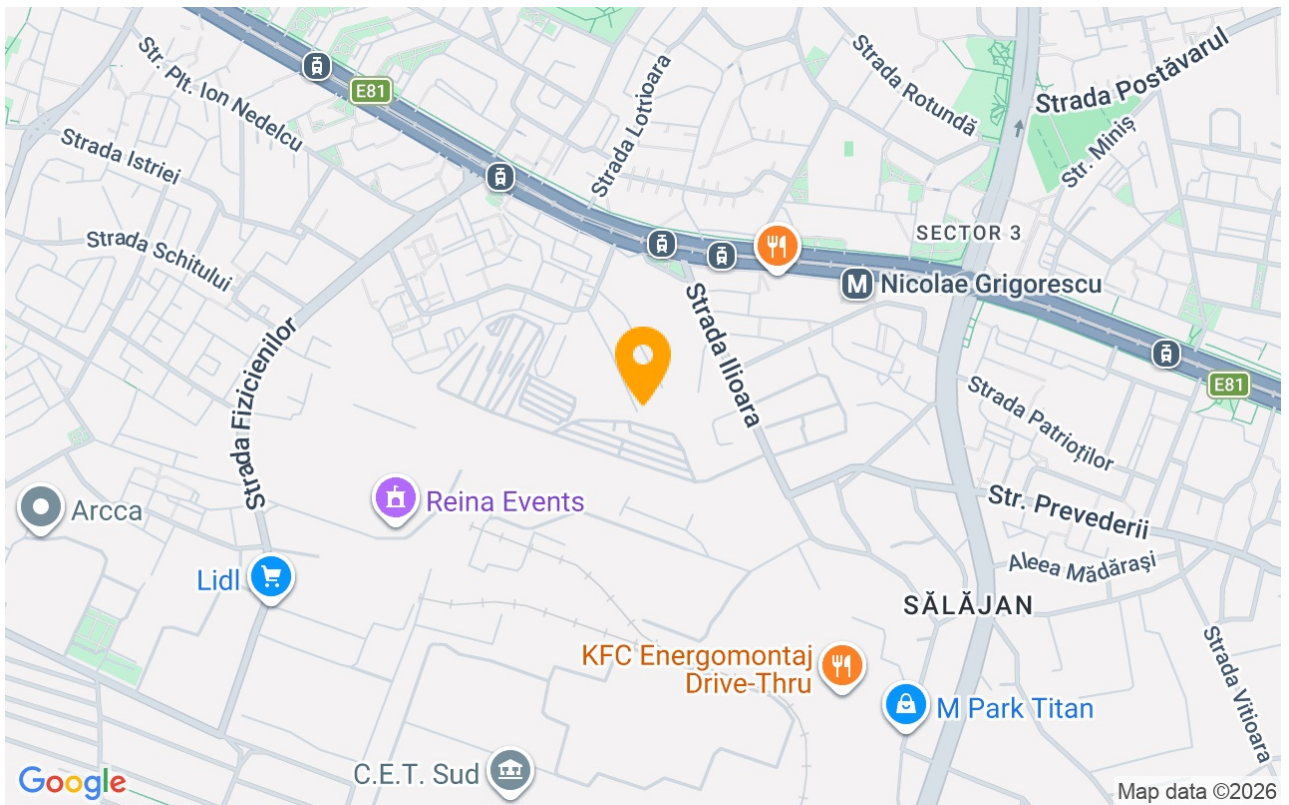 Strada Postăvarul
Str. Plt. Ion Nedelcu
E81
Strada Lotrioara
Strada Rotundă
Str. Miniș
Strada Istriei
SECTOR 3
Strada Schitului
M Nicolae Grigorescu
Strada Ilioara
Strada Fizicienilor
E81
Strada Patrioților
Reina Events
Arcca
Str. Prevederii
Aleea Mădărași
Lidl
SĂLĂJAN
KFC Energomontaj
Drive-Thru
Strada Vitioara
M Park Titan
C.E.T. Sud
Google
Map data ©2026